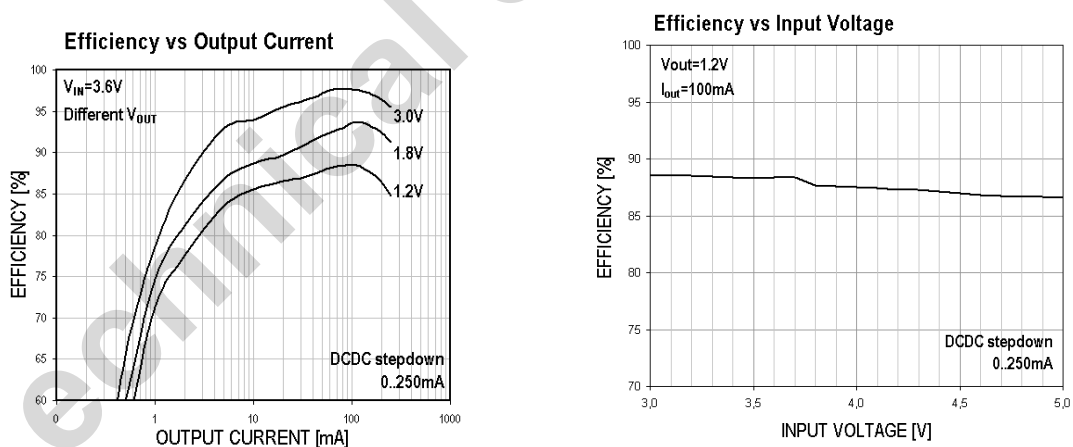 Efficiency vs Output Current
100
95
90
85
80
75
70
65
60
EFFICIENCY [%]
V_IN=3.6V
Different V_OUT
3.0V
1.8V
1.2V
DCDC stepdown
0..250mA
0 1 10 100 1000
OUTPUT CURRENT [mA]
Efficiency vs Input Voltage
100
95
90
85
80
75
70
EFFICIENCY [%]
Vout=1.2V
I_out=100mA
DCDC stepdown
0..250mA
3,0 3,5 4,0 4,5 5,0
INPUT VOLTAGE [V]
echnical